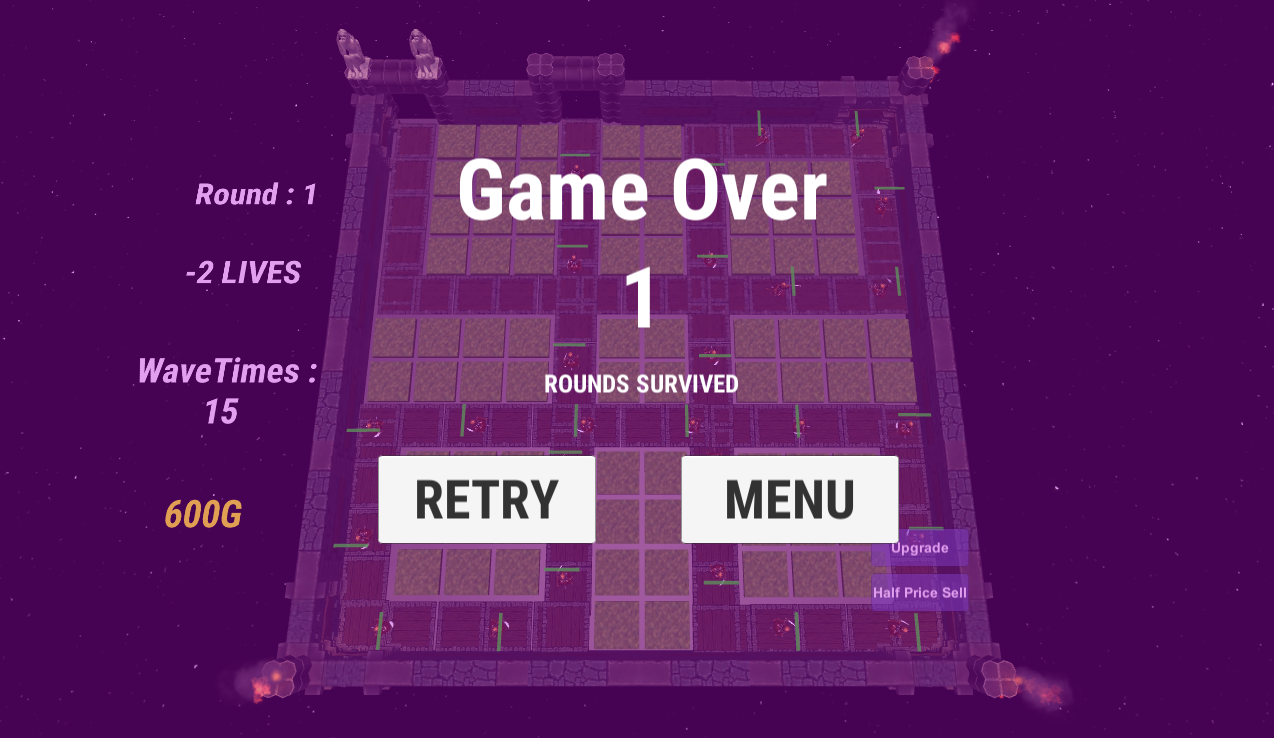 Game Over
Round : 1
-2 LIVES
1
WaveTimes :
15
ROUNDS SURVIVED
600G
RETRY
MENU
Upgrade
Half Price Sell